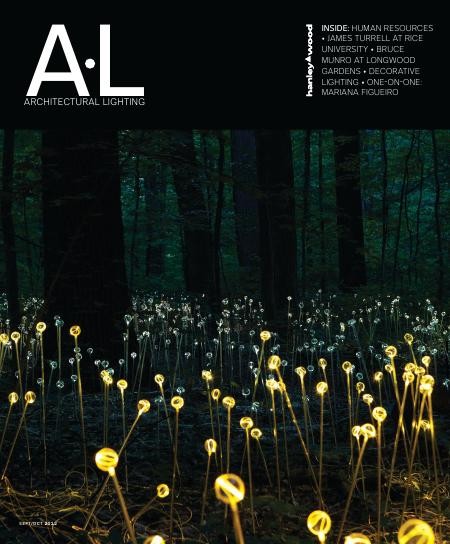 A·L
ARCHITECTURAL LIGHTING
hanley wood
INSIDE: HUMAN RESOURCES
• JAMES TURRELL AT RICE
UNIVERSITY • BRUCE
MUNRO AT LONGWOOD
GARDENS • DECORATIVE
LIGHTING • ONE-ON-ONE:
MARIANA FIGUEIRO
SEPT/OCT 2012